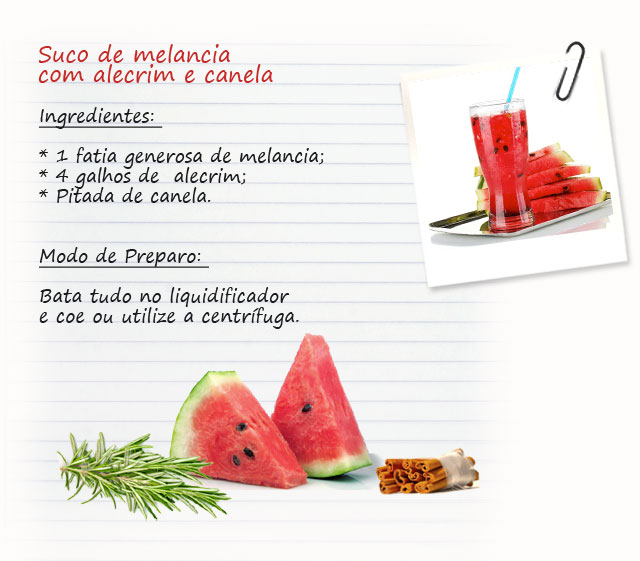 Suco de melancia
com alecrim e canela
Ingredientes:
* 1 fatia generosa de melancia;
* 4 galhos de alecrim;
* Pitada de canela.
Modo de Preparo:
Bata tudo no liquidificador
e coe ou utilize a centrífuga.